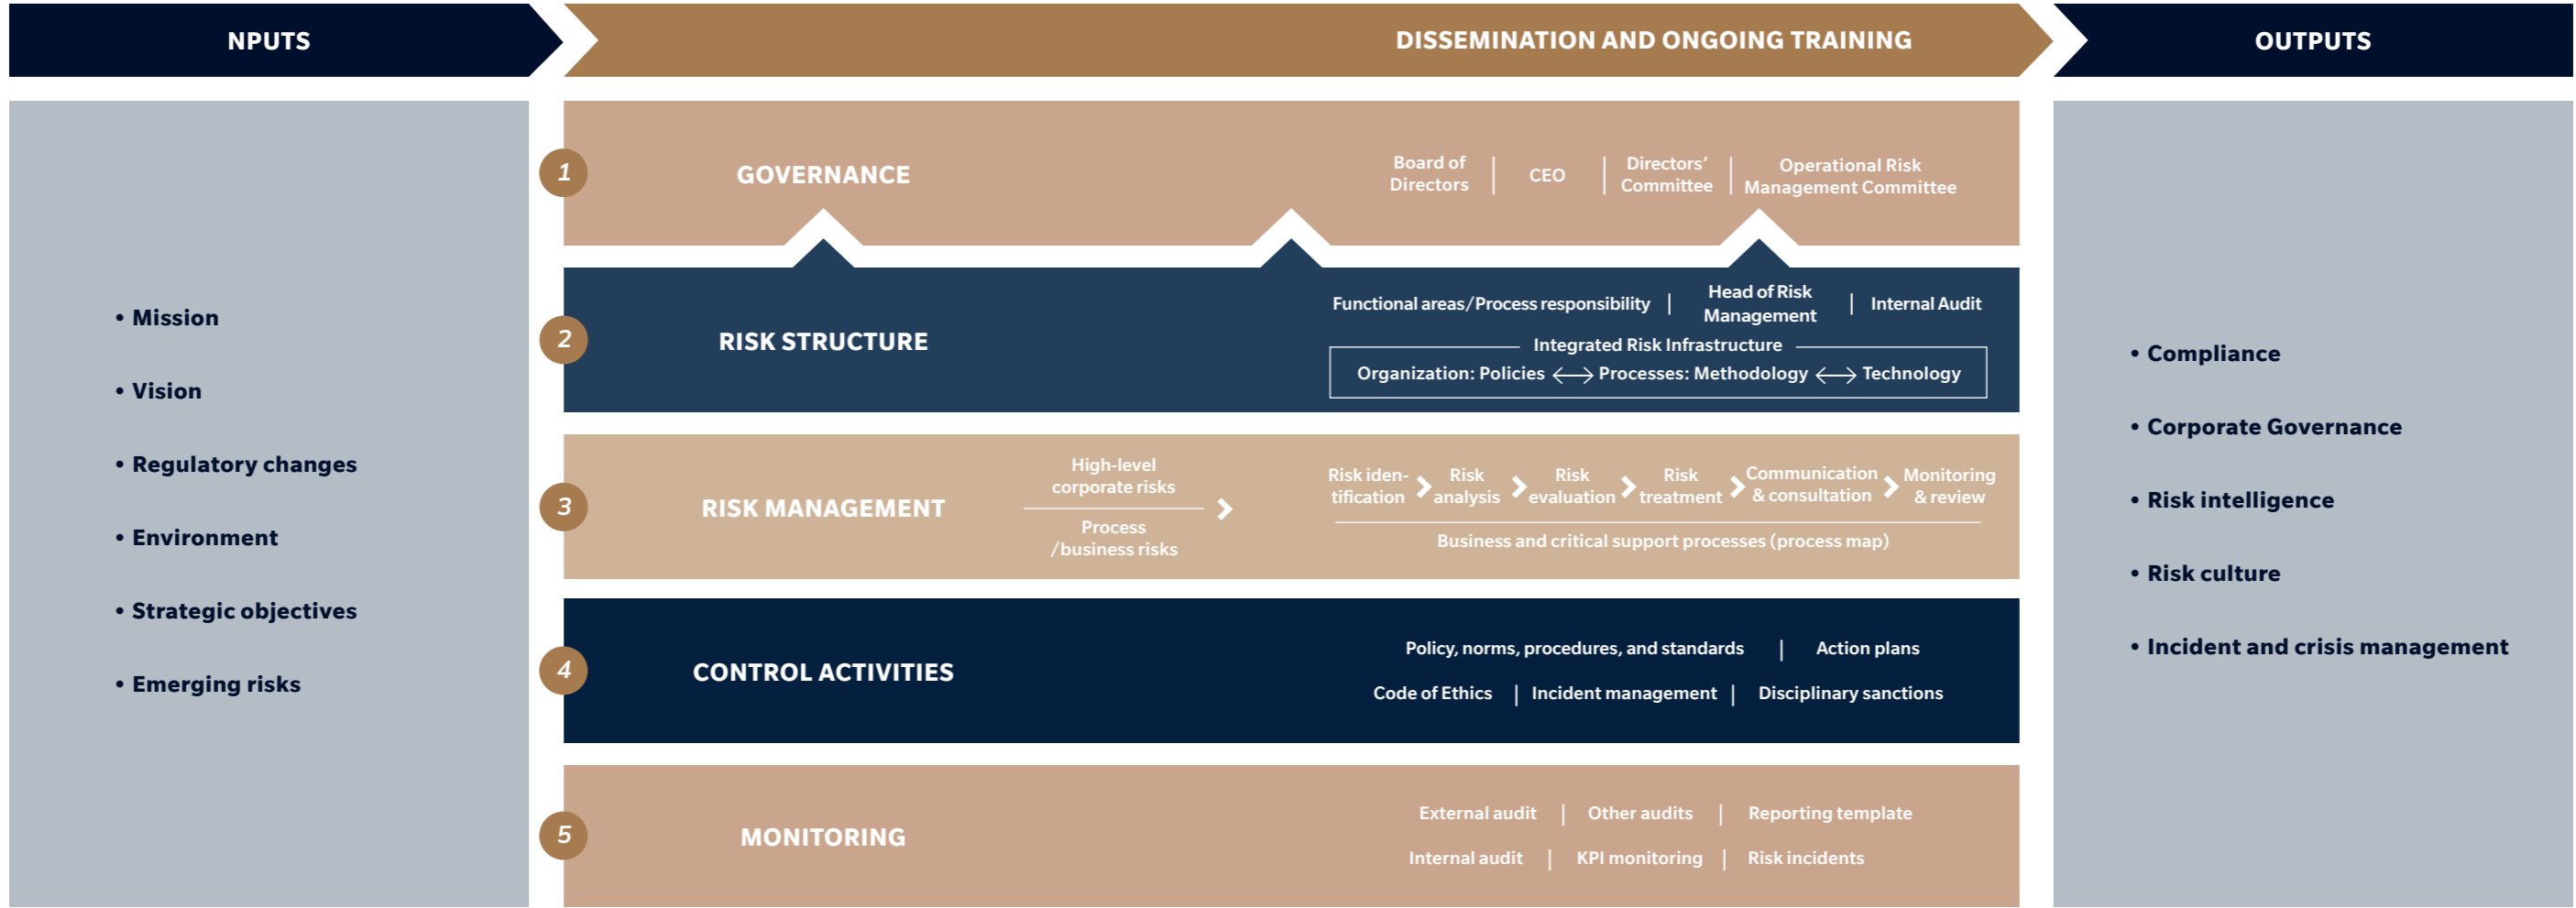 NPUTS
DISSEMINATION AND ONGOING TRAINING
OUTPUTS
• Mission
• Vision
• Regulatory changes
• Environment
• Strategic objectives
• Emerging risks
1
GOVERNANCE
Board of
Directors
|
CEO
|
Directors'
Committee
|
Operational Risk
Management Committee
2
RISK STRUCTURE
Functional areas/Process responsibility
|
Head of Risk
Management
|
Internal Audit
Integrated Risk Infrastructure
Organization: Policies ⟷ Processes: Methodology ⟷ Technology
3
RISK MANAGEMENT
High-level
corporate risks
Process
/business risks
Risk iden-
tification
Risk
analysis
Risk
evaluation
Risk
treatment
Communication
& consultation
Monitoring
& review
Business and critical support processes (process map)
4
CONTROL ACTIVITIES
Policy, norms, procedures, and standards | Action plans
Code of Ethics | Incident management | Disciplinary sanctions
5
MONITORING
External audit | Other audits | Reporting template
Internal audit | KPI monitoring | Risk incidents
• Compliance
• Corporate Governance
• Risk intelligence
• Risk culture
• Incident and crisis management